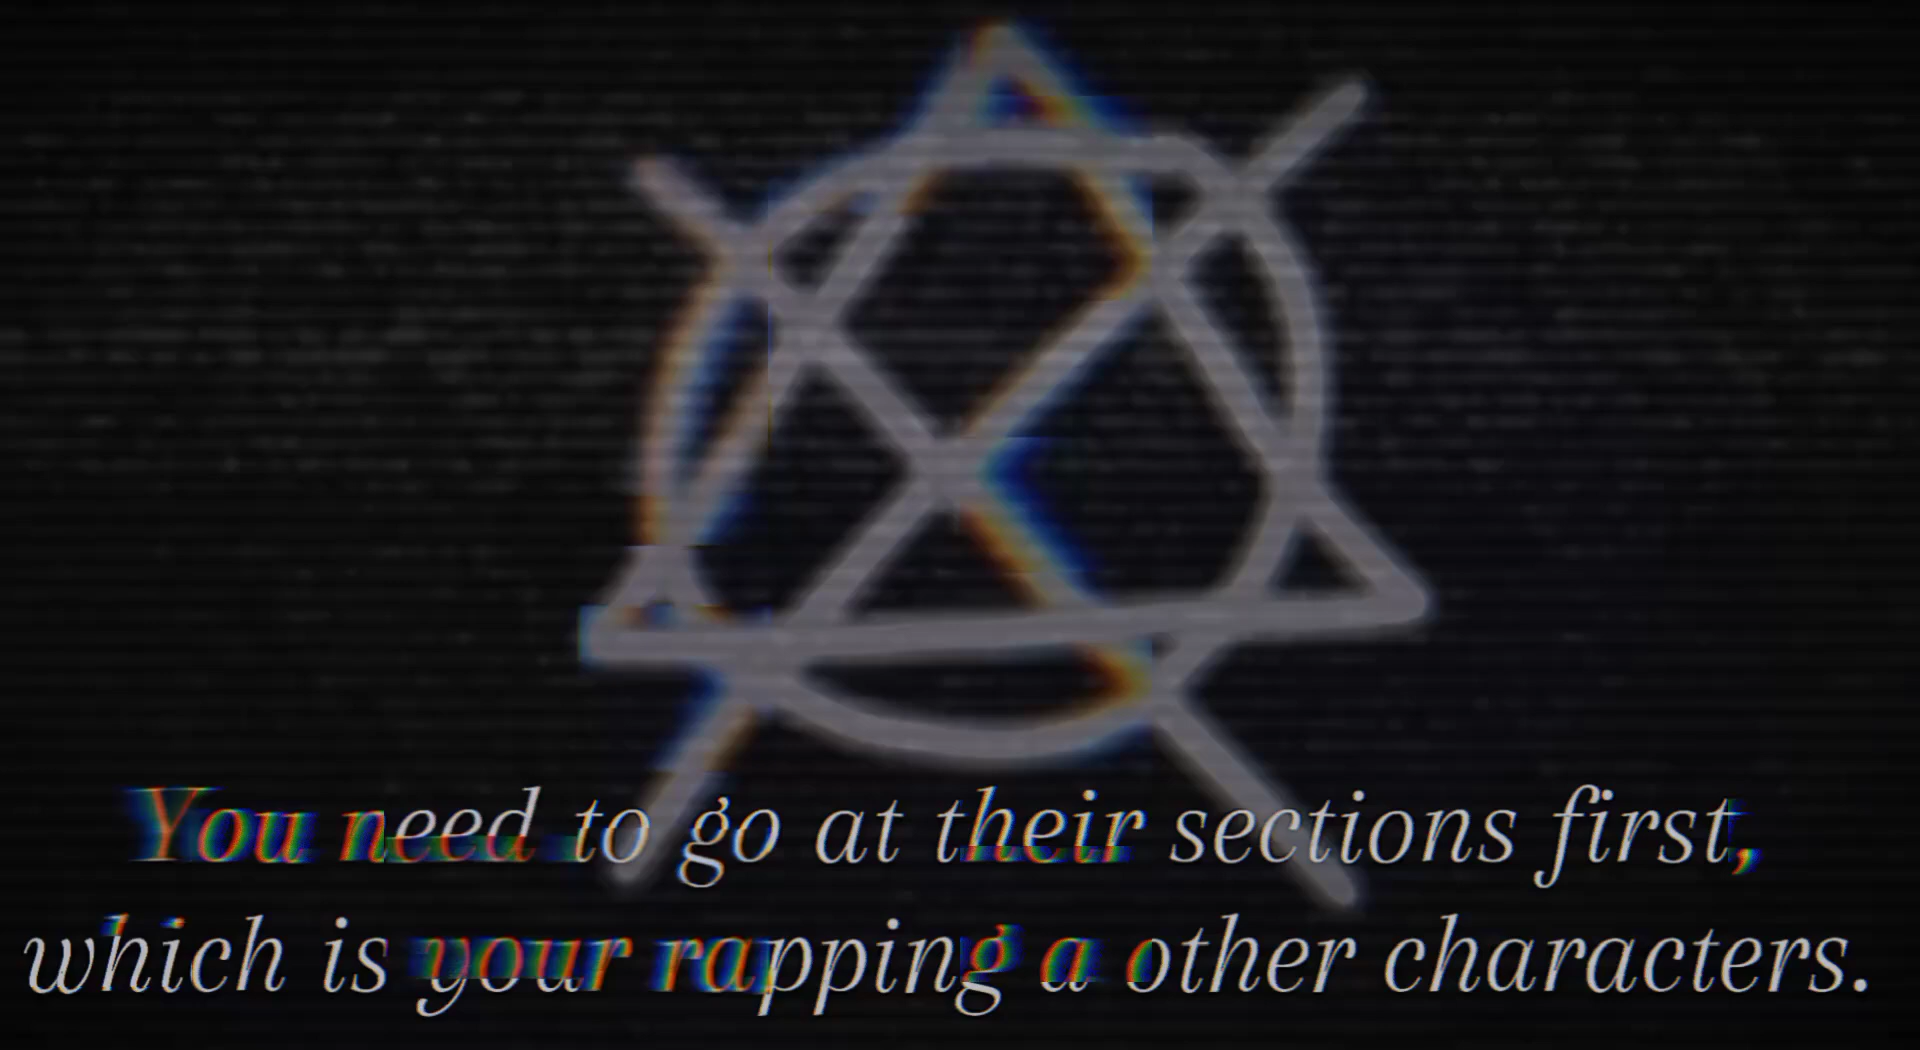 You need to go at their sections first,
which is your rapping a other characters.